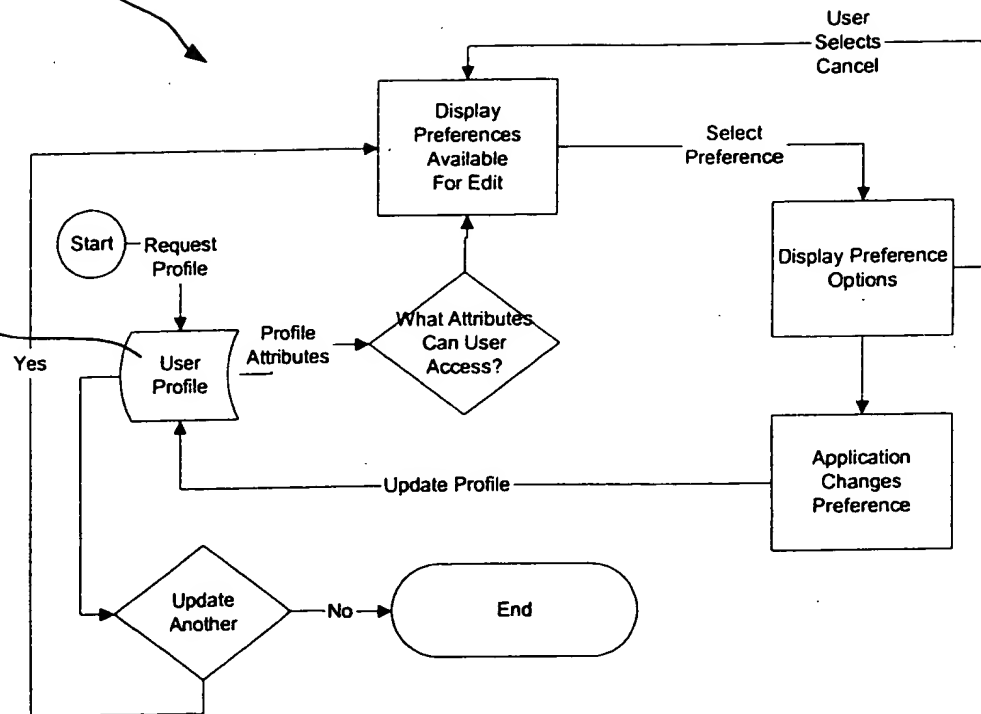 User
Selects
Cancel
Display
Preferences
Available
For Edit
Select
Preference
Start
Request
Profile
Display Preference
Options
What Attributes
Can User
Access?
Profile
Attributes
User
Profile
Yes
Application
Changes
Preference
Update Profile
Update
Another
No
End